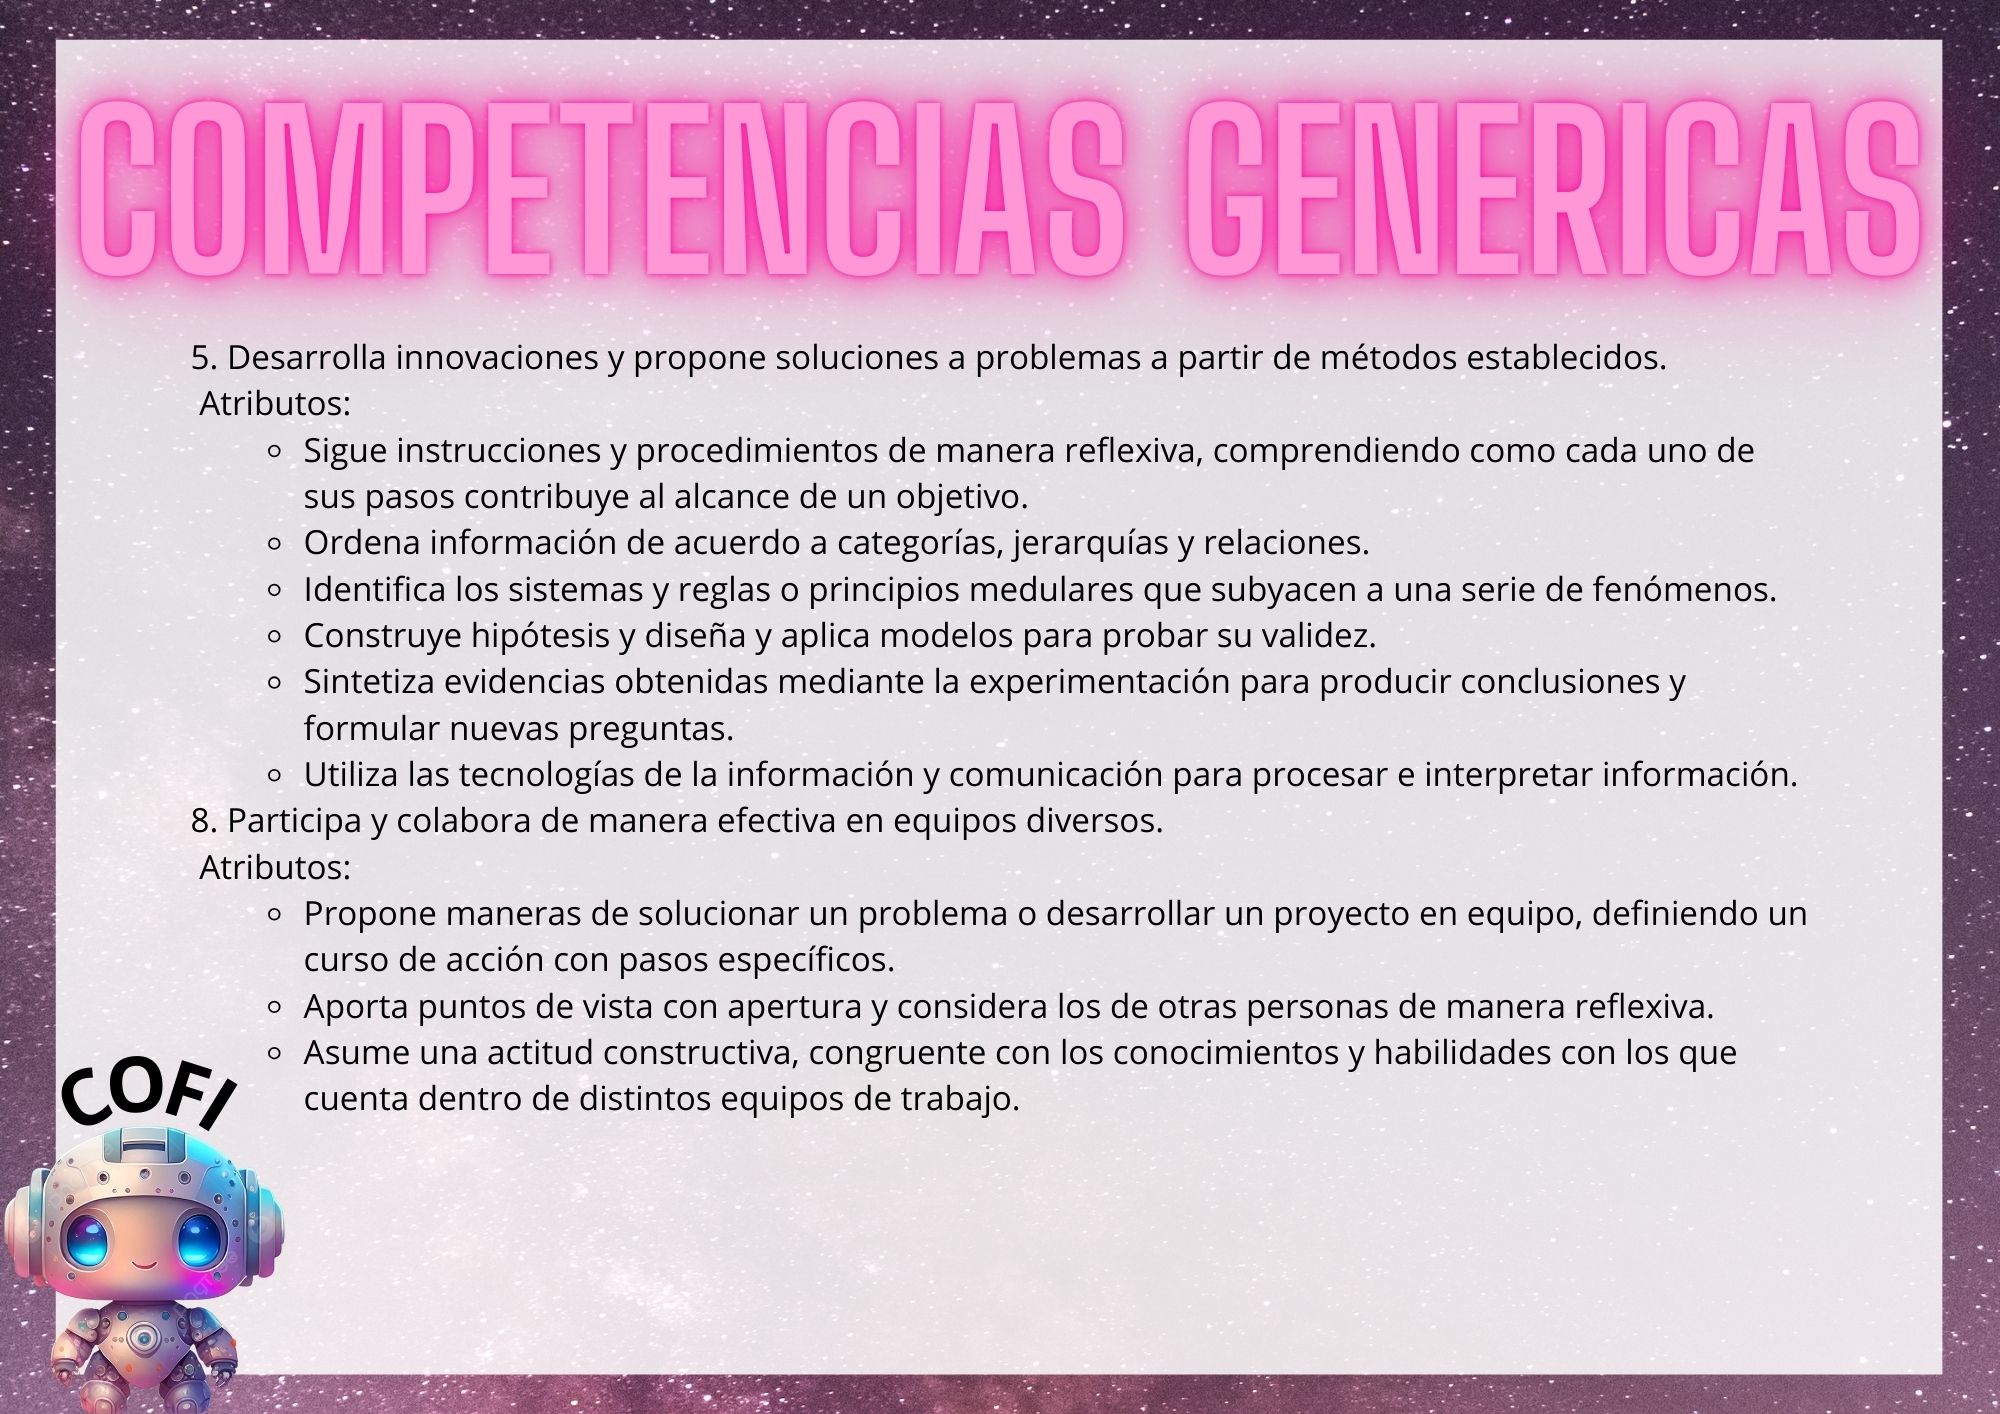 COMPETENCIAS GENERICAS
5. Desarrolla innovaciones y propone soluciones a problemas a partir de métodos establecidos.
Atributos:
Sigue instrucciones y procedimientos de manera reflexiva, comprendiendo como cada uno de
sus pasos contribuye al alcance de un objetivo.
Ordena información de acuerdo a categorías, jerarquías y relaciones.
Identifica los sistemas y reglas o principios medulares que subyacen a una serie de fenómenos.
Construye hipótesis y diseña y aplica modelos para probar su validez.
Sintetiza evidencias obtenidas mediante la experimentación para producir conclusiones y
formular nuevas preguntas.
Utiliza las tecnologías de la información y comunicación para procesar e interpretar información.
8. Participa y colabora de manera efectiva en equipos diversos.
Atributos:
Propone maneras de solucionar un problema o desarrollar un proyecto en equipo, definiendo un
curso de acción con pasos específicos.
Aporta puntos de vista con apertura y considera los de otras personas de manera reflexiva.
Asume una actitud constructiva, congruente con los conocimientos y habilidades con los que
cuenta dentro de distintos equipos de trabajo.
COFI